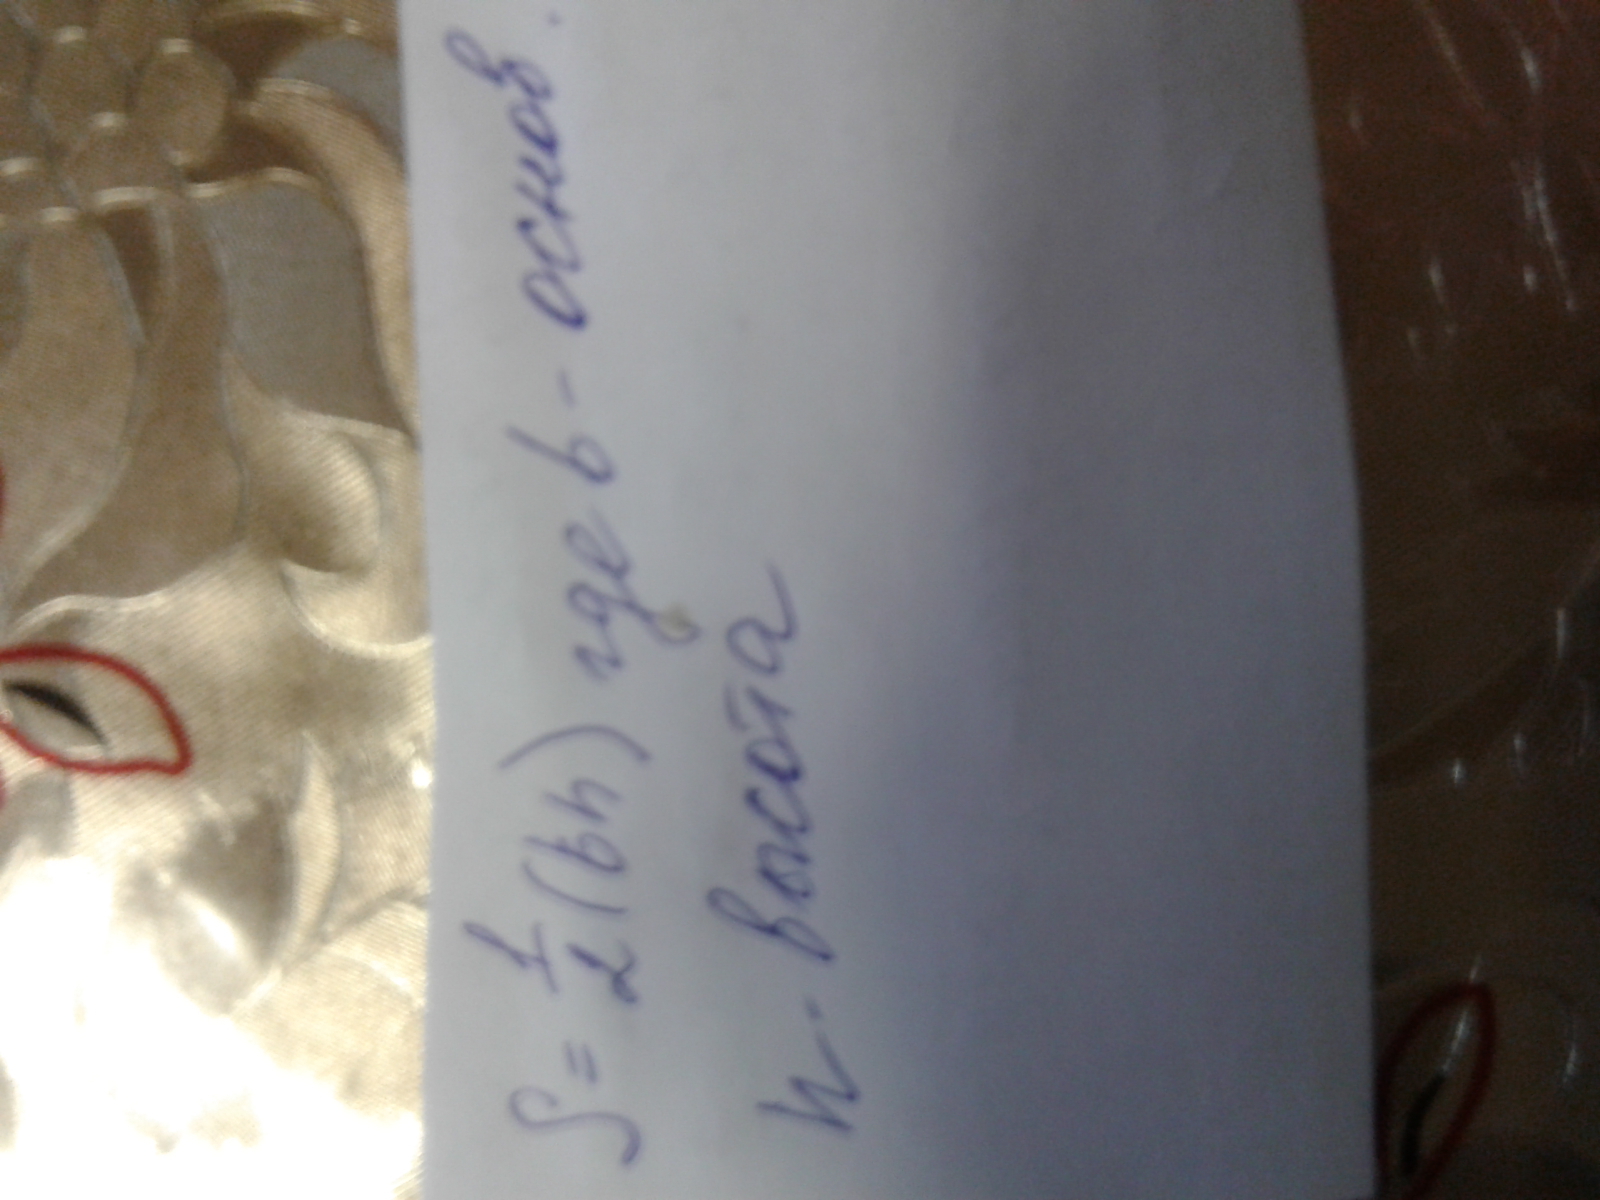 S = 1/2 (bh) где b - основ.
h - высота